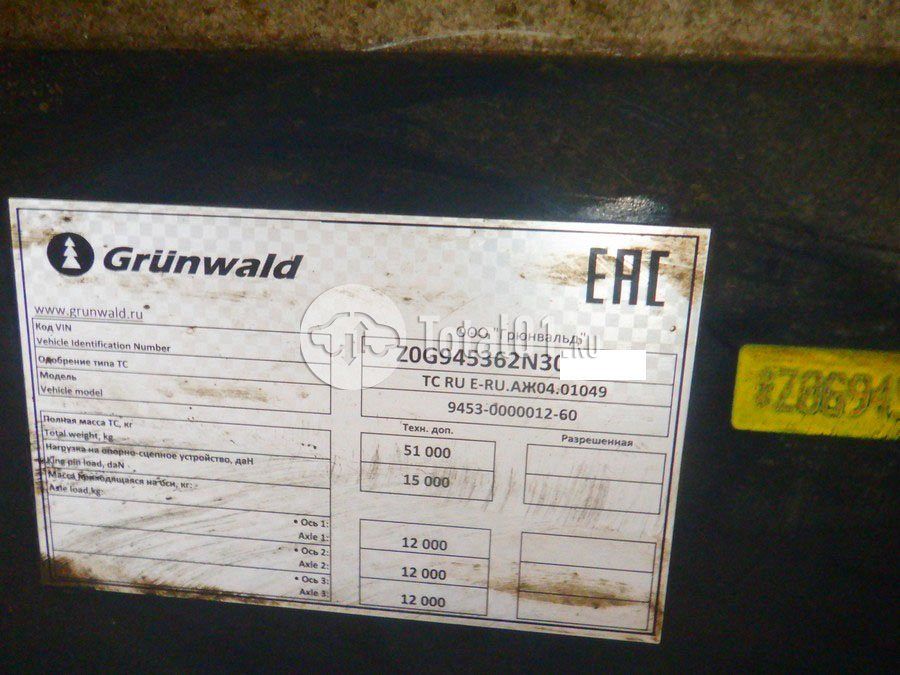 Grünwald
EAC
www.grunwald.ru
ООО "Грюнвальд"
Total01.RU
Код VIN
Vehicle Identification Number
Z0G945362N30
Одобрение типа ТС
ТС RU E-RU.АЖ04.01049
Модель
Vehicle model
9453-0000012-60
Техн. доп.
Разрешенная
Полная масса ТС, кг
Total weight, kg
51 000
Нагрузка на опорно-сцепное устройство, даН
King pin load, daN
15 000
Масса приходящаяся на оси, кг:
Axle load,kg:
• Ось 1:
Axle 1:
12 000
• Ось 2:
Axle 2:
12 000
• Ось 3:
Axle 3:
12 000